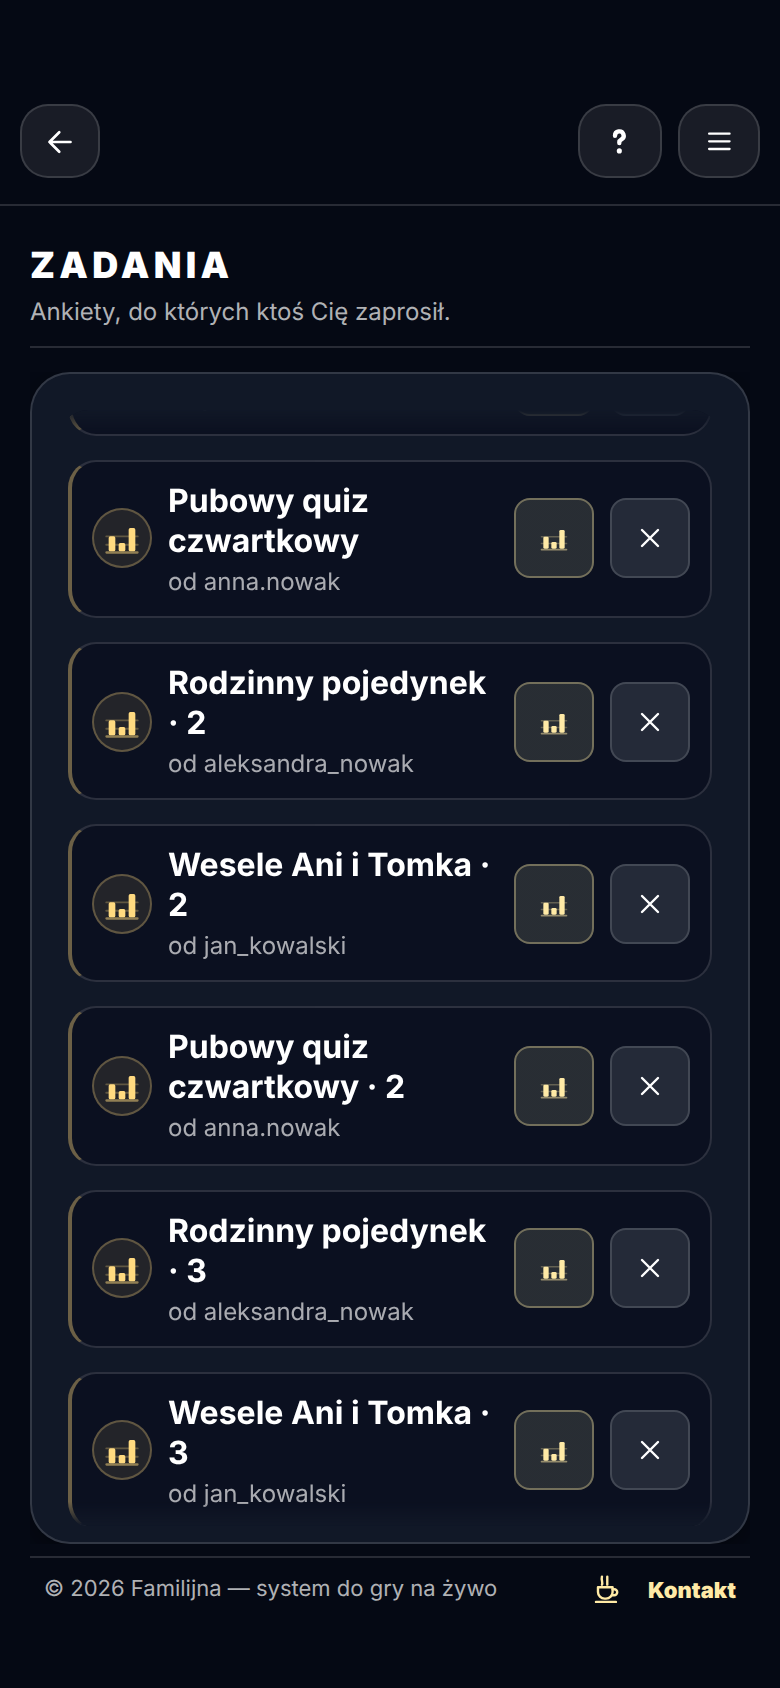 ZADANIA
Ankiety, do których ktoś Cię zaprosił.
Pubowy quiz
czwartkowy
od anna.nowak
Rodzinny pojedynek
· 2
od aleksandra_nowak
Wesele Ani i Tomka ·
2
od jan_kowalski
Pubowy quiz
czwartkowy · 2
od anna.nowak
Rodzinny pojedynek
· 3
od aleksandra_nowak
Wesele Ani i Tomka ·
3
od jan_kowalski
© 2026 Familijna — system do gry na żywo
Kontakt